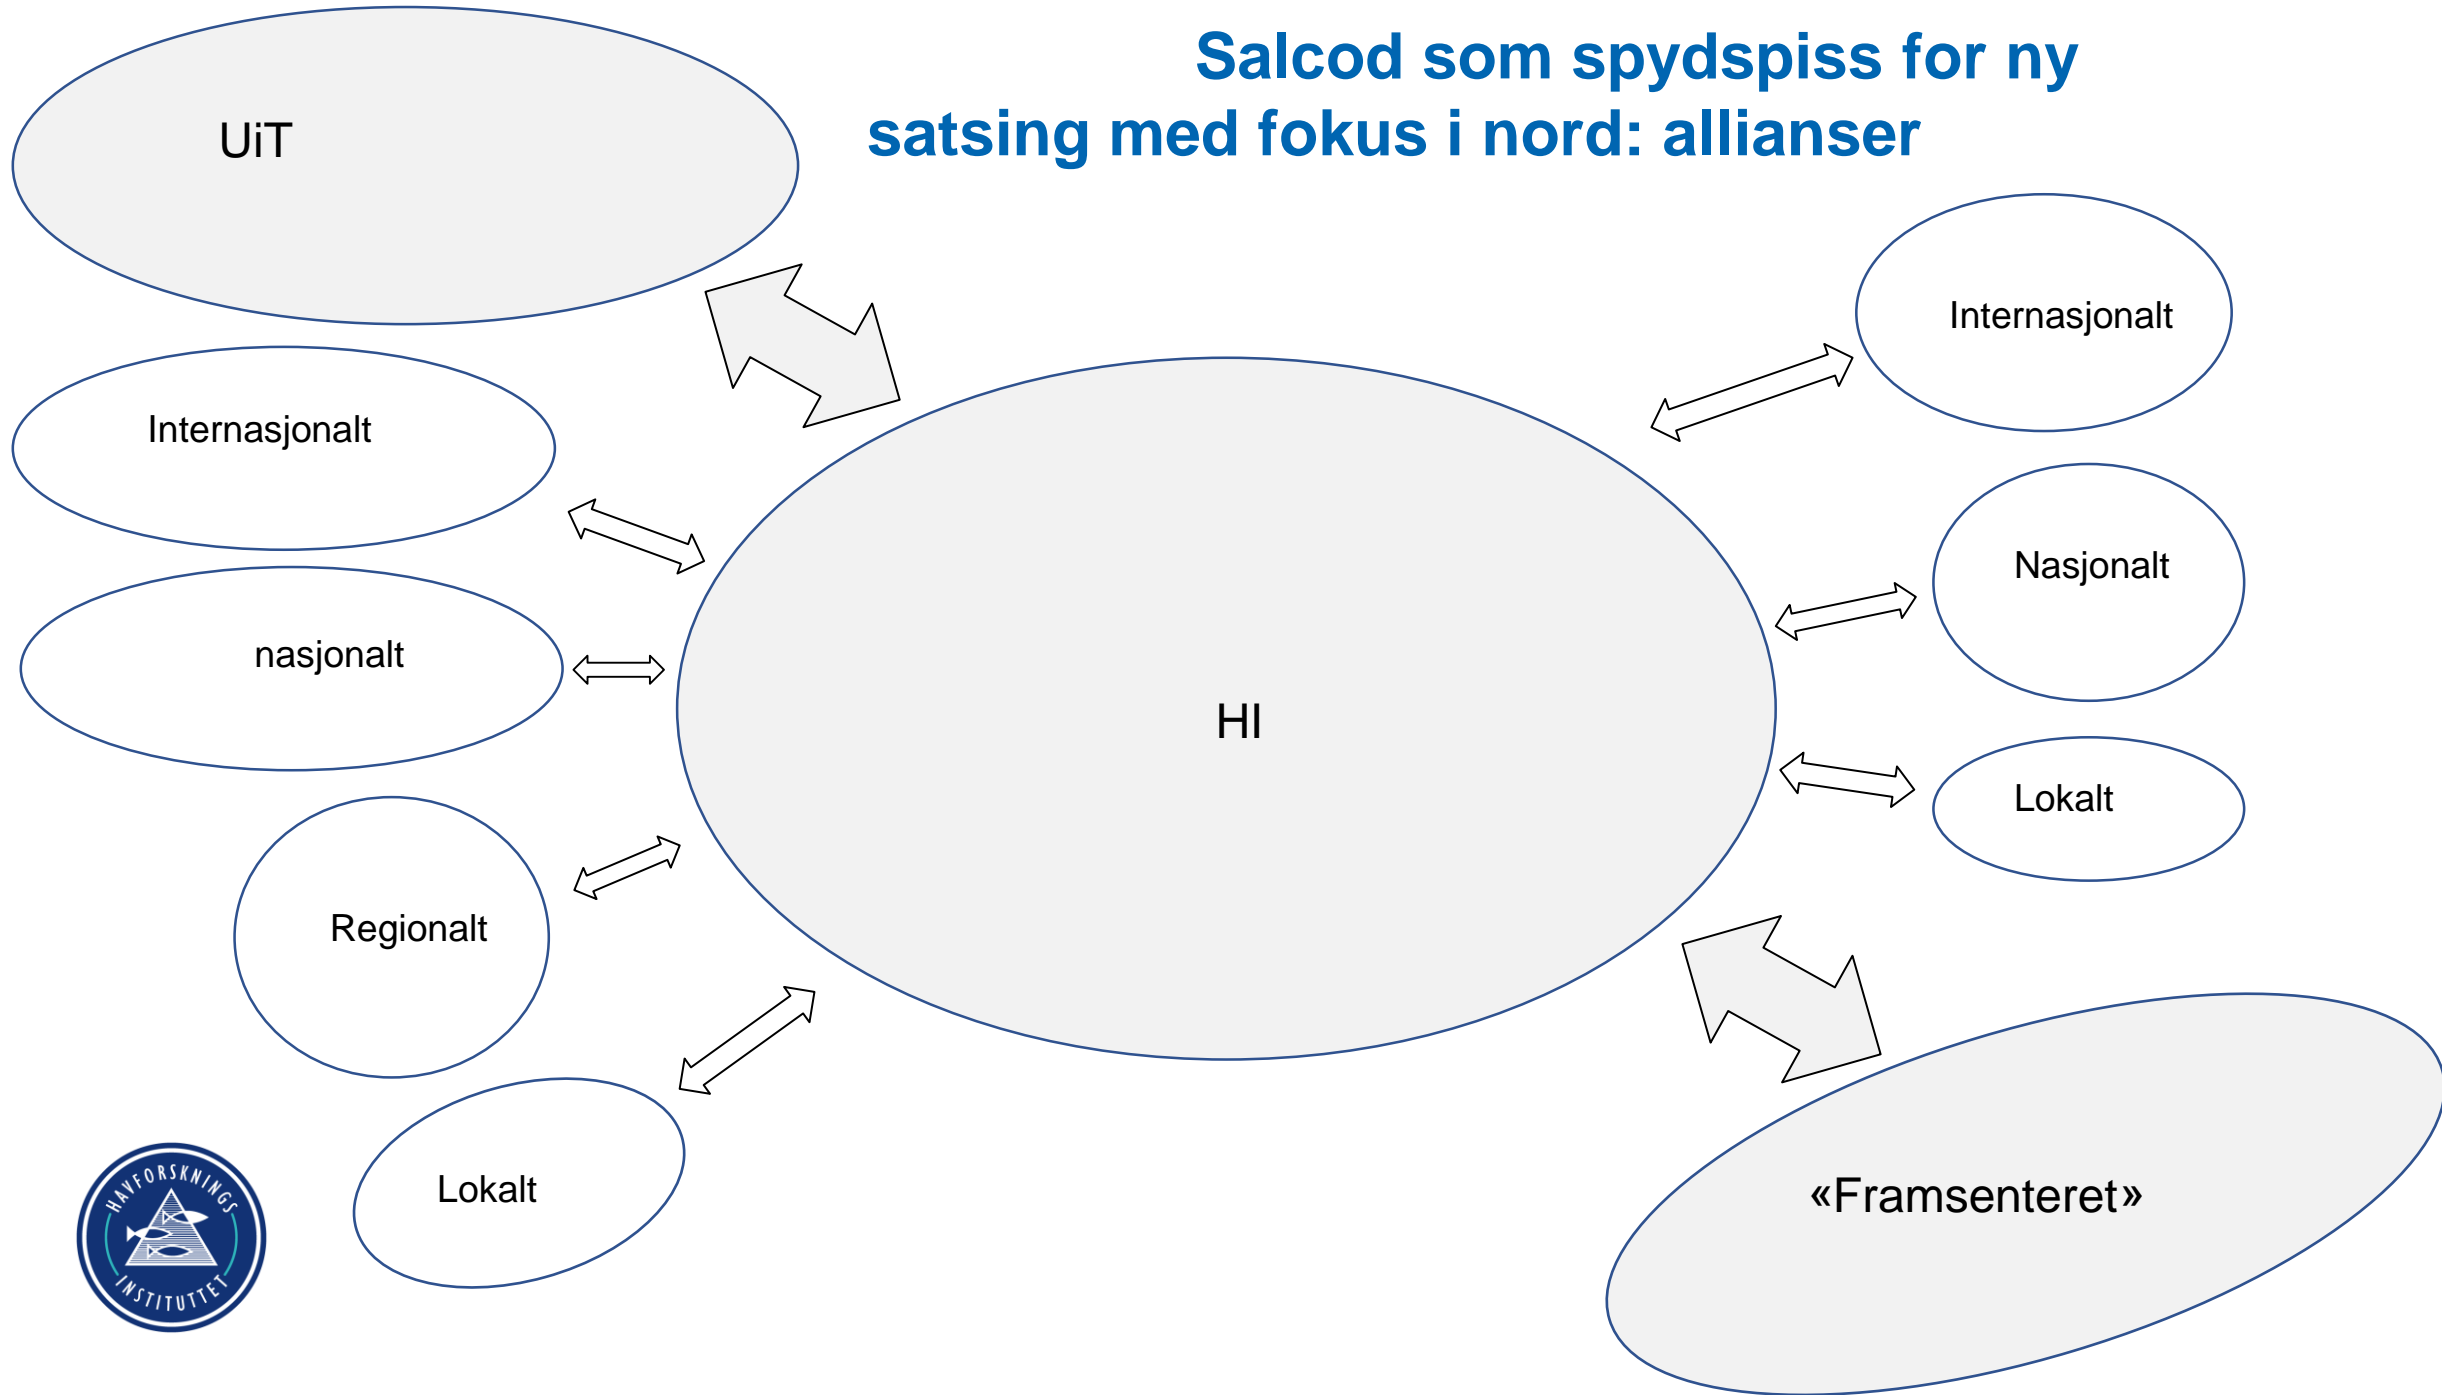 Salcod som spydspiss for ny
satsing med fokus i nord: allianser
UiT
Internasjonalt
nasjonalt
Regionalt
Lokalt
HI
Internasjonalt
Nasjonalt
Lokalt
«Framsenteret»
HAVFORSKNINGS
INSTITUTTET